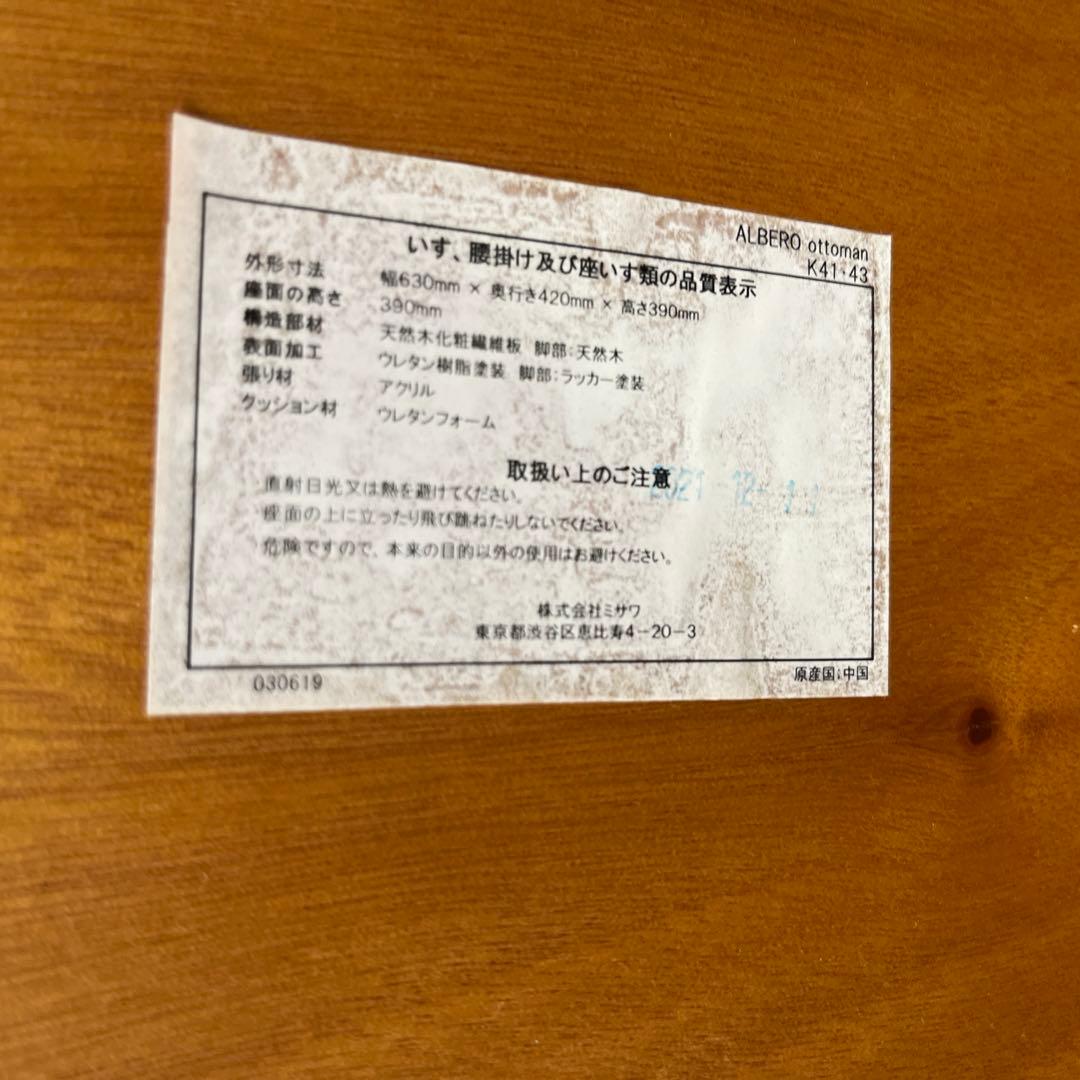 ALBERO ottoman
K41・43
いす、腰掛け及び座いす類の品質表示
外形寸法 幅630mm × 奥行き420mm × 高さ390mm
座面の高さ 390mm
構造部材 天然木化粧繊維板 脚部：天然木
表面加工 ウレタン樹脂塗装 脚部：ラッカー塗装
張り材 アクリル
クッション材 ウレタンフォーム
取扱い上のご注意
直射日光又は熱を避けてください。
座面の上に立ったり飛び跳ねたりしないでください。
危険ですので、本来の目的以外の使用はお避けください。
株式会社ミサワ
東京都渋谷区恵比寿4－20－3
030619 原産国：中国